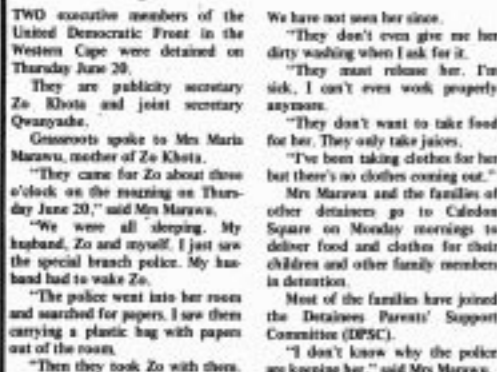 TWO executive members of the
United Democratic Front in the
Western Cape were detained on
Thursday June 20.
They are publicity secretary
Zo Khota and joint secretary
Qwanyashe.
Grassroots spoke to Mrs Maria
Marawu, mother of Zo Khota.
"They came for Zo about three
o'clock on the morning on Thurs-
day June 20," said Mrs Marawu.
"We were all sleeping. My
husband, Zo and myself. I just saw
the special branch police. My hus-
band had to wake Zo.
"The police went into her room
and searched for papers. I saw them
carrying a plastic bag with papers
out of the room.
"Then they took Zo with them.
We have not seen her since.
"They don't even give me her
dirty washing when I ask for it.
"They must release her. I'm
sick, I can't even work properly
anymore.
"They don't want to take food
for her. They only take juices.
"I've been taking clothes for her
but there's no clothes coming out."
Mrs Marawu and the families of
other detainees go to Caledon
Square on Monday mornings to
deliver food and clothes for their
children and other family members
in detention.
Most of the families have joined
the Detainees Parents' Support
Committee (DPSC).
"I don't know why the police
are keeping her," said Mrs Marawu.